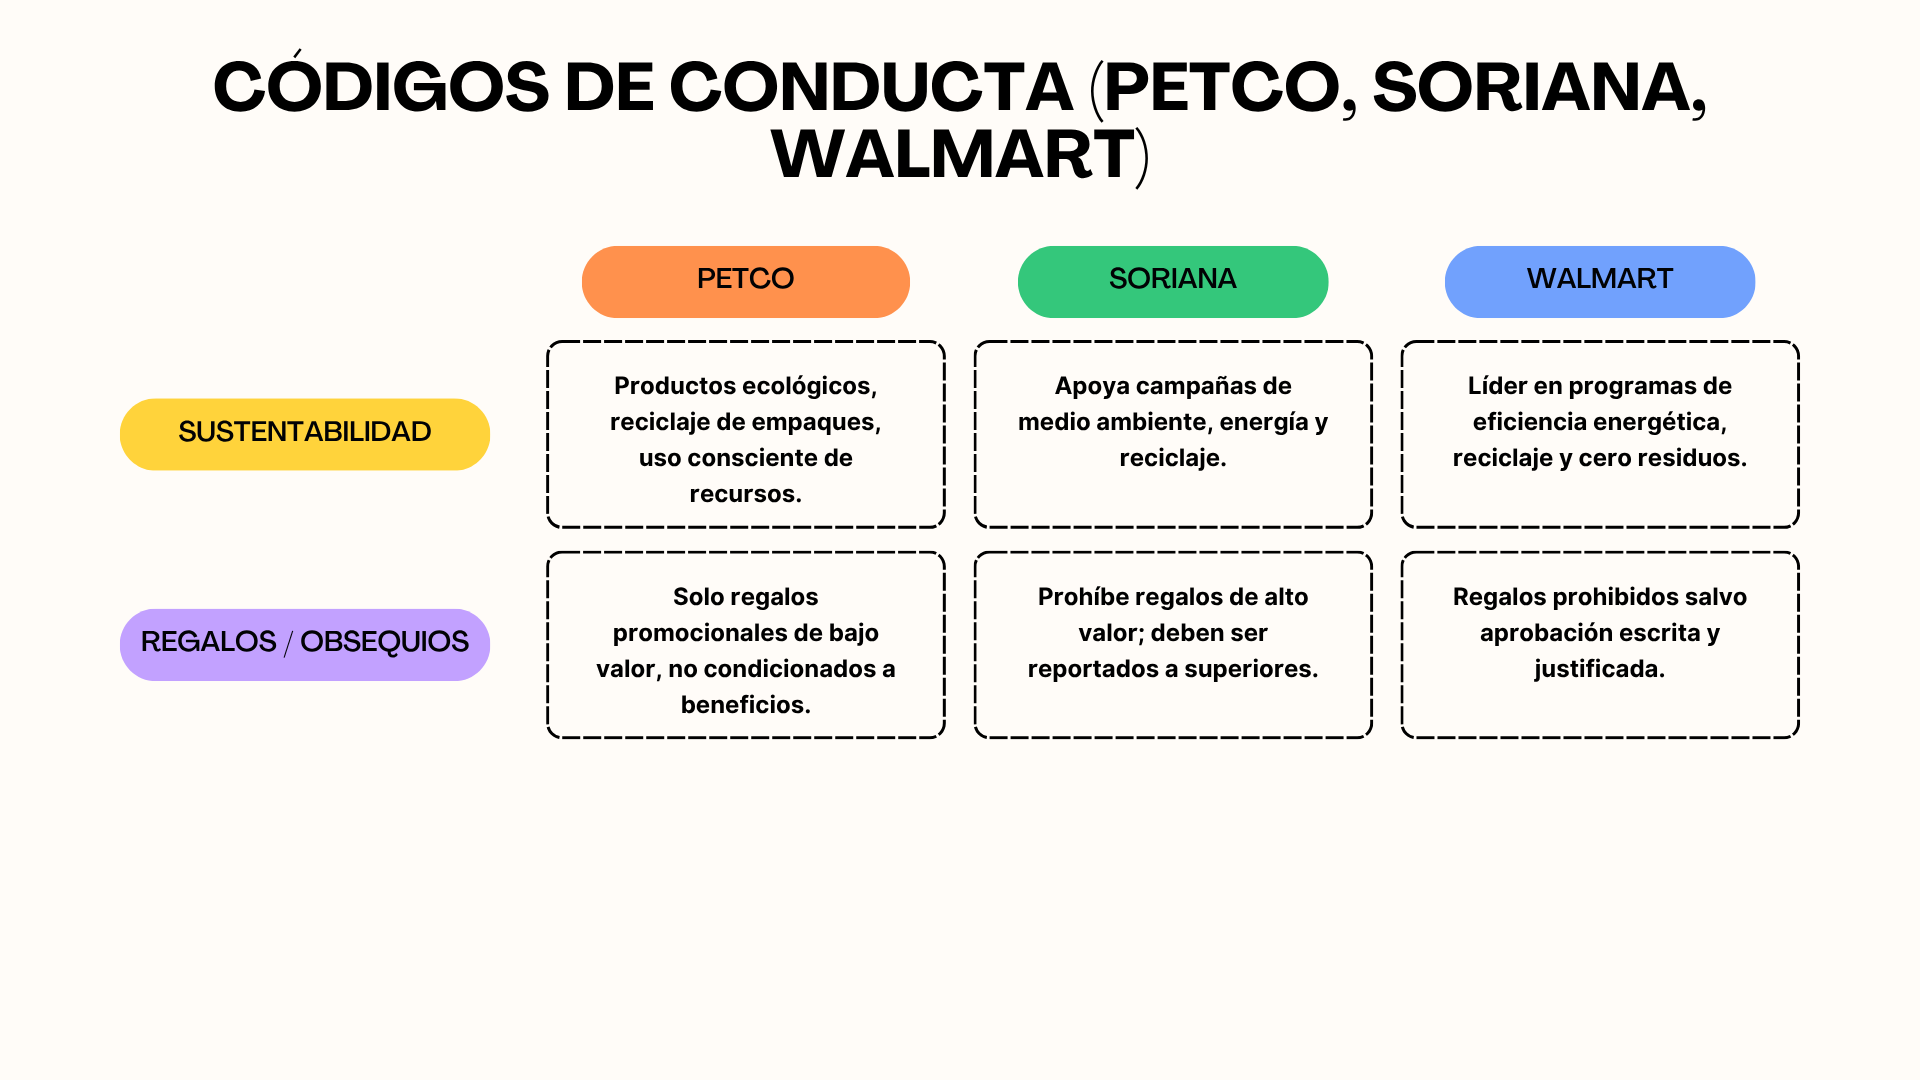 CÓDIGOS DE CONDUCTA (PETCO, SORIANA,
WALMART)
PETCO
SORIANA
WALMART
SUSTENTABILIDAD
Productos ecológicos,
reciclaje de empaques,
uso consciente de
recursos.
Apoya campañas de
medio ambiente, energía y
reciclaje.
Líder en programas de
eficiencia energética,
reciclaje y cero residuos.
REGALOS / OBSEQUIOS
Solo regalos
promocionales de bajo
valor, no condicionados a
beneficios.
Prohíbe regalos de alto
valor; deben ser
reportados a superiores.
Regalos prohibidos salvo
aprobación escrita y
justificada.